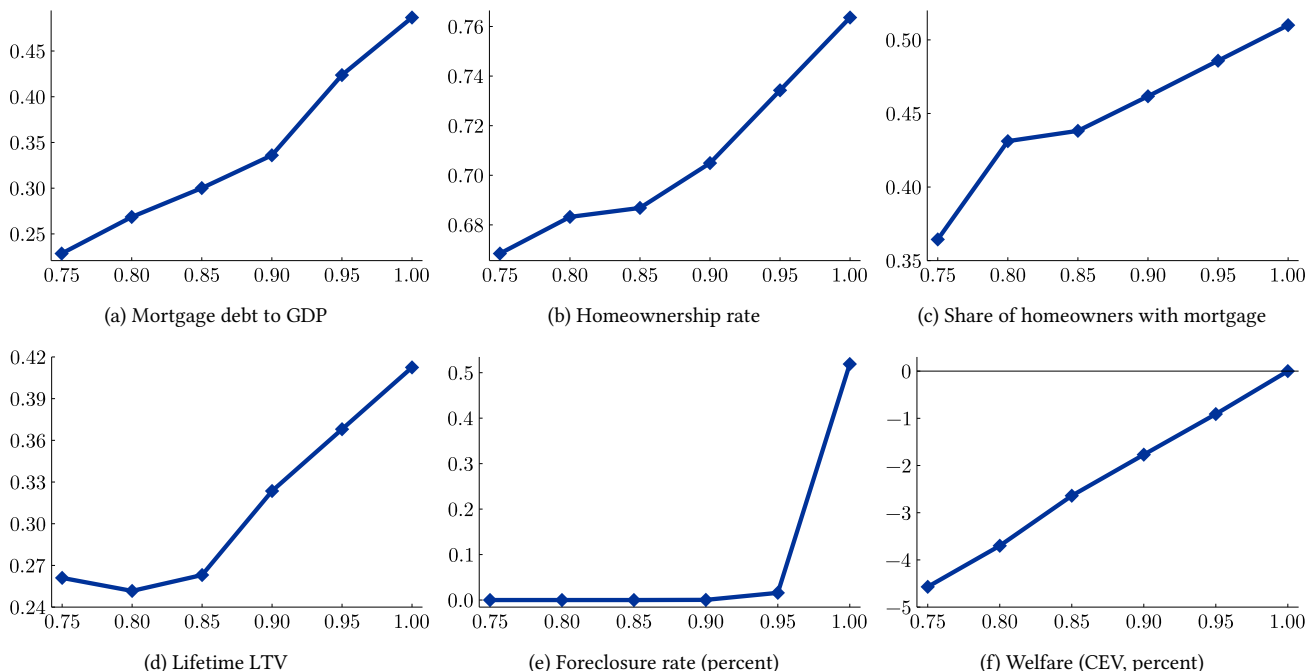 0.45
0.40
0.35
0.30
0.25
0.75 0.80 0.85 0.90 0.95 1.00
(a) Mortgage debt to GDP
0.76
0.74
0.72
0.70
0.68
0.75 0.80 0.85 0.90 0.95 1.00
(b) Homeownership rate
0.50
0.45
0.40
0.35
0.75 0.80 0.85 0.90 0.95 1.00
(c) Share of homeowners with mortgage
0.42
0.39
0.36
0.33
0.30
0.27
0.24
0.75 0.80 0.85 0.90 0.95 1.00
(d) Lifetime LTV
0.5
0.4
0.3
0.2
0.1
0.0
0.75 0.80 0.85 0.90 0.95 1.00
(e) Foreclosure rate (percent)
0
−1
−2
−3
−4
−5
0.75 0.80 0.85 0.90 0.95 1.00
(f) Welfare (CEV, percent)